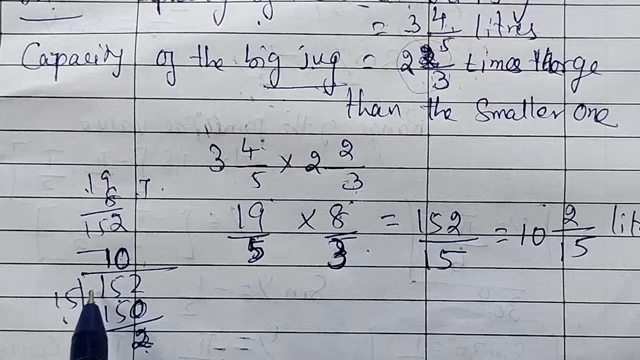 = 3 4/5 litres
Capacity of the big jug = 2 2/3 times large
than the smaller one
3 4/5 × 2 2/3
19/5 × 8/3 = 152/15 = 10 2/15 lit
19
8
152
10
15 152
150
2